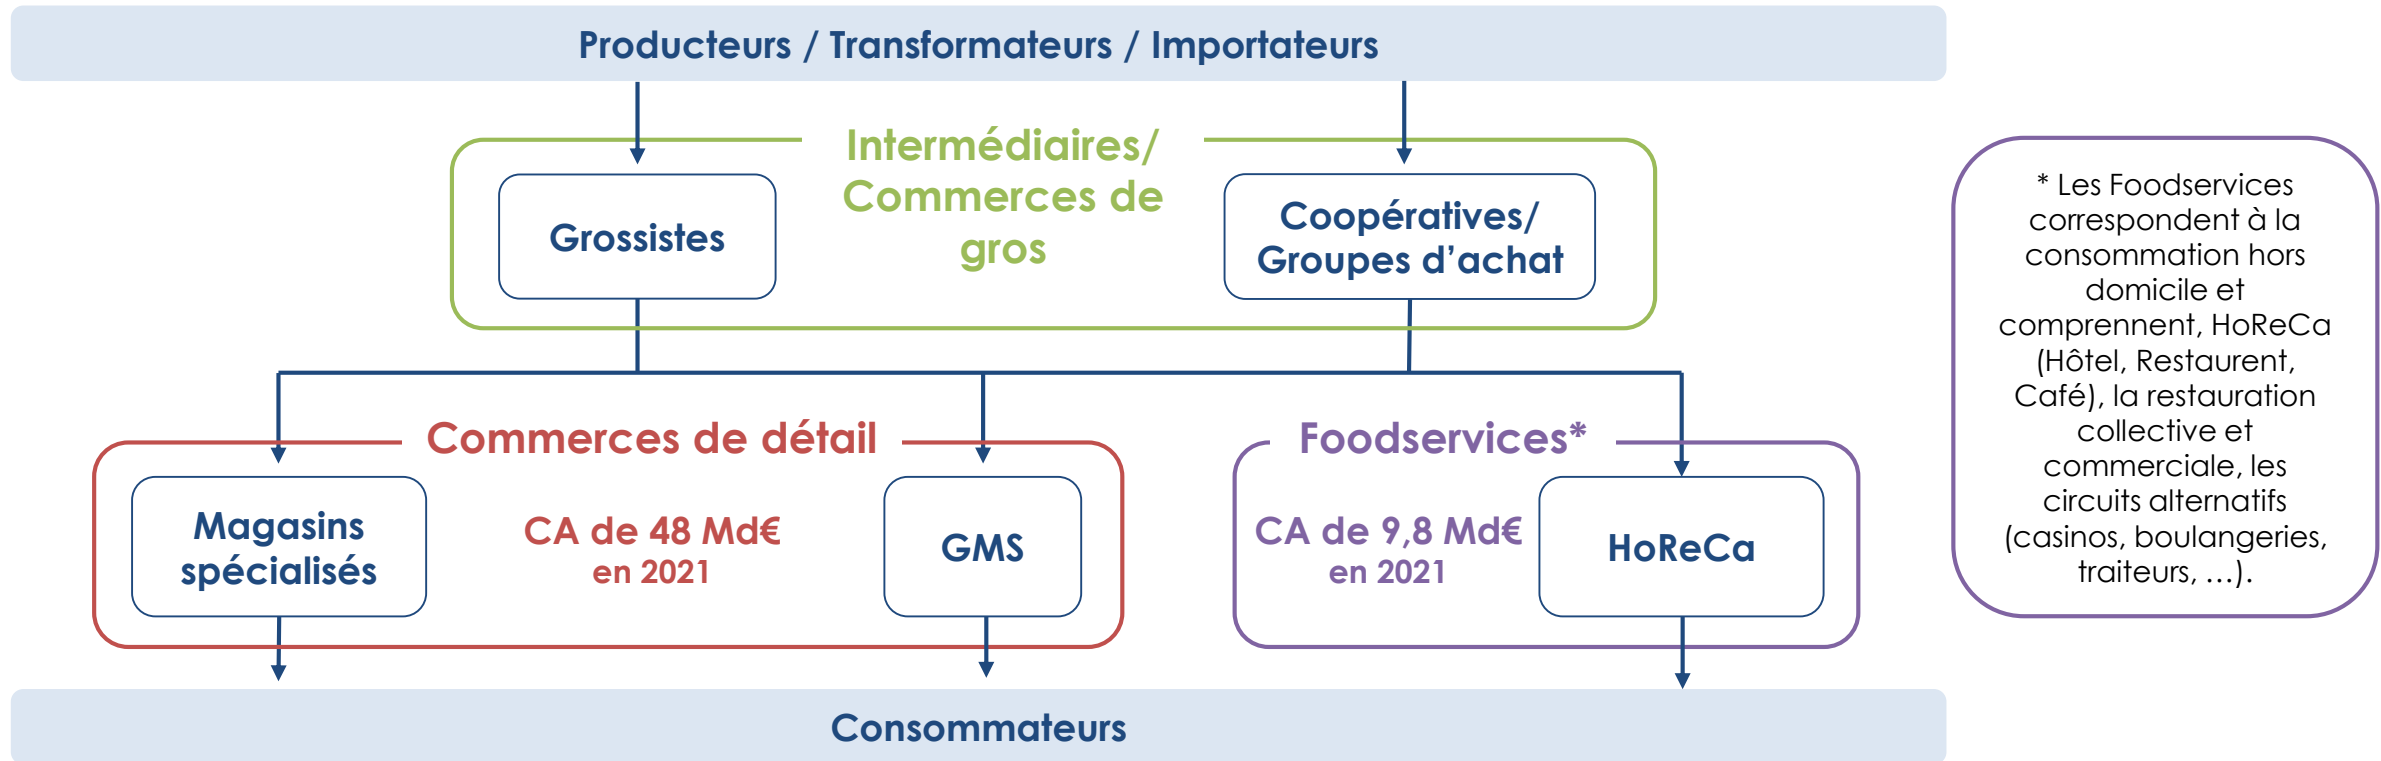 Producteurs / Transformateurs / Importateurs
Intermédiaires/
Commerces de
gros
Grossistes
Coopératives/
Groupes d’achat
Commerces de détail
Magasins
spécialisés
CA de 48 Md€
en 2021
GMS
Foodservices*
CA de 9,8 Md€
en 2021
HoReCa
Consommateurs
* Les Foodservices
correspondent à la
consommation hors
domicile et
comprennent, HoReCa
(Hôtel, Restaurent,
Café), la restauration
collective et
commerciale, les
circuits alternatifs
(casinos, boulangeries,
traiteurs, …).